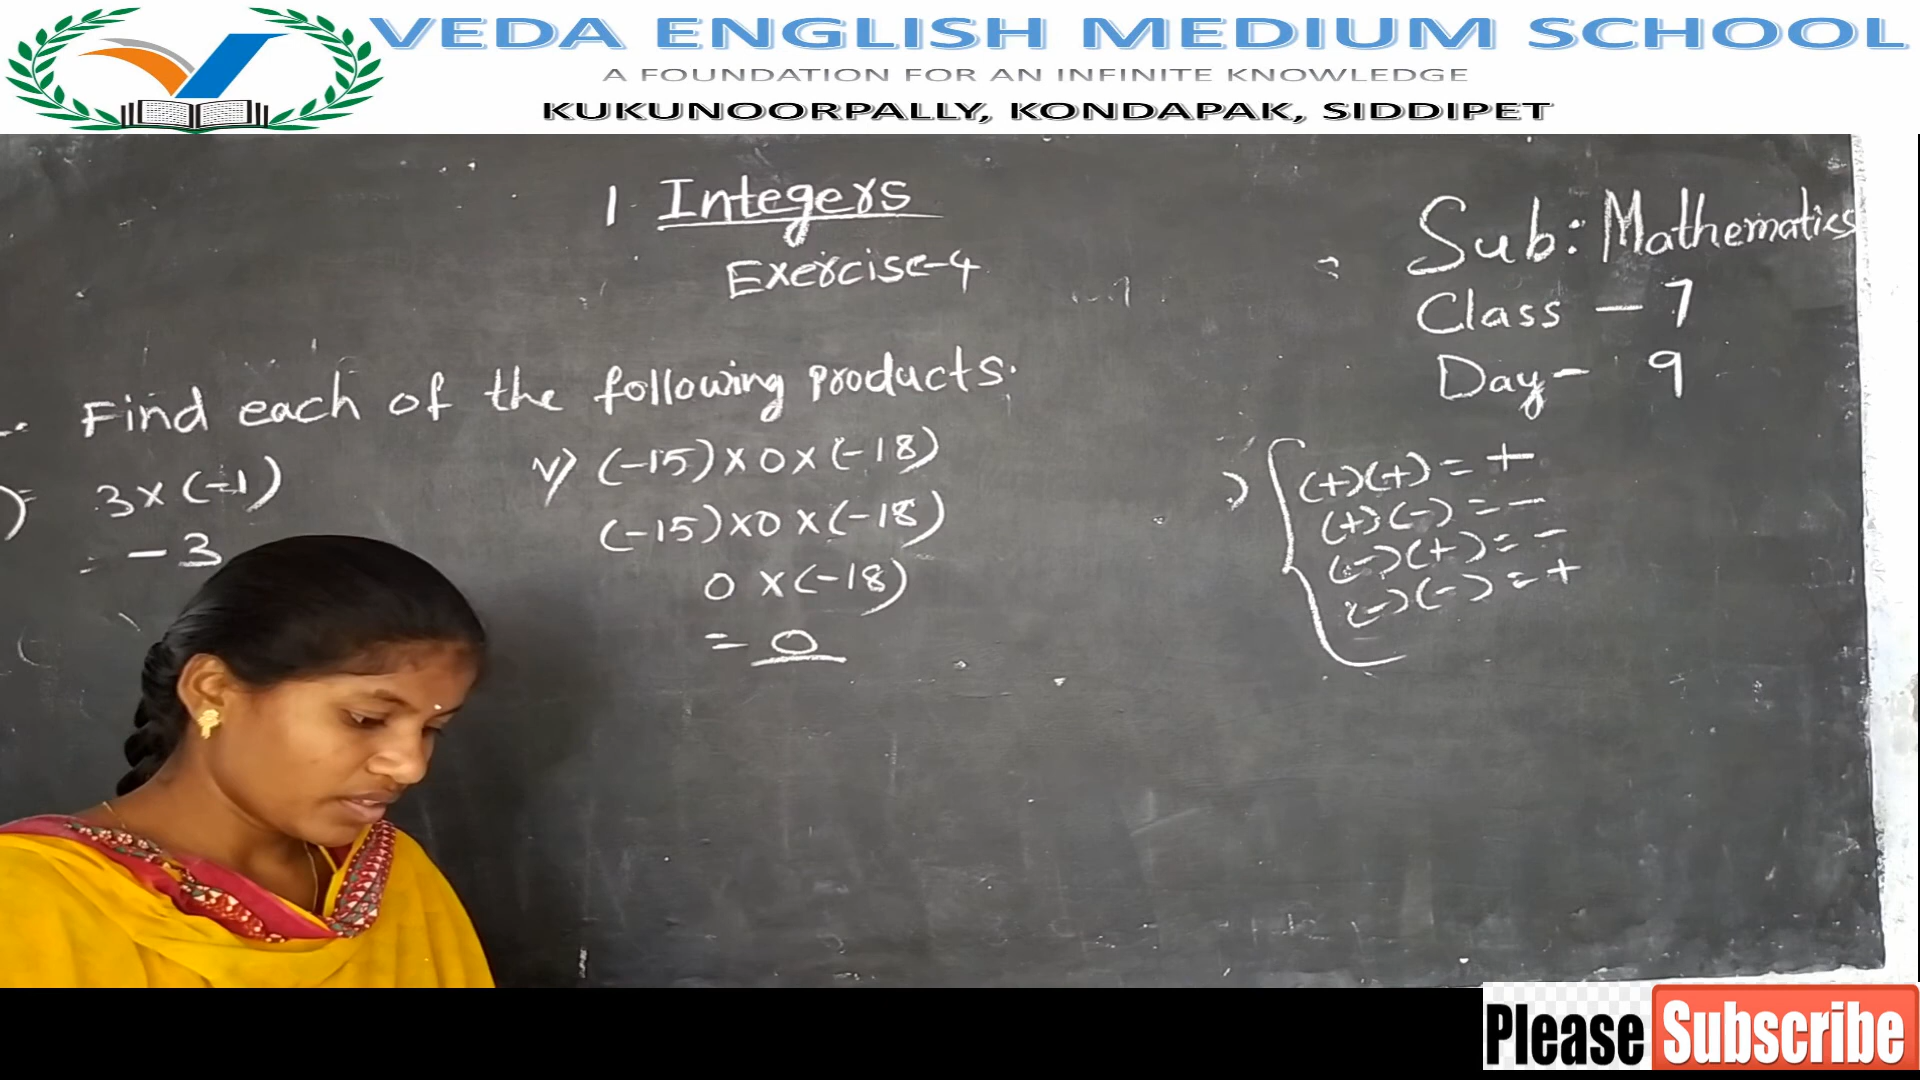 VEDA ENGLISH MEDIUM SCHOOL
A FOUNDATION FOR AN INFINITE KNOWLEDGE
KUKUNOORPALLY, KONDAPAK, SIDDIPET
1 Integers
Exercise-4
Sub: Mathematics
Class - 7
Day - 9
Find each of the following products.
3 × (-1)
= -3
v) (-15) × 0 × (-18)
(-15) × 0 × (-18)
0 × (-18)
= 0
(+)(+) = +
(+)(-) = -
(-)(+) = -
(-)(-) = +
Please Subscribe